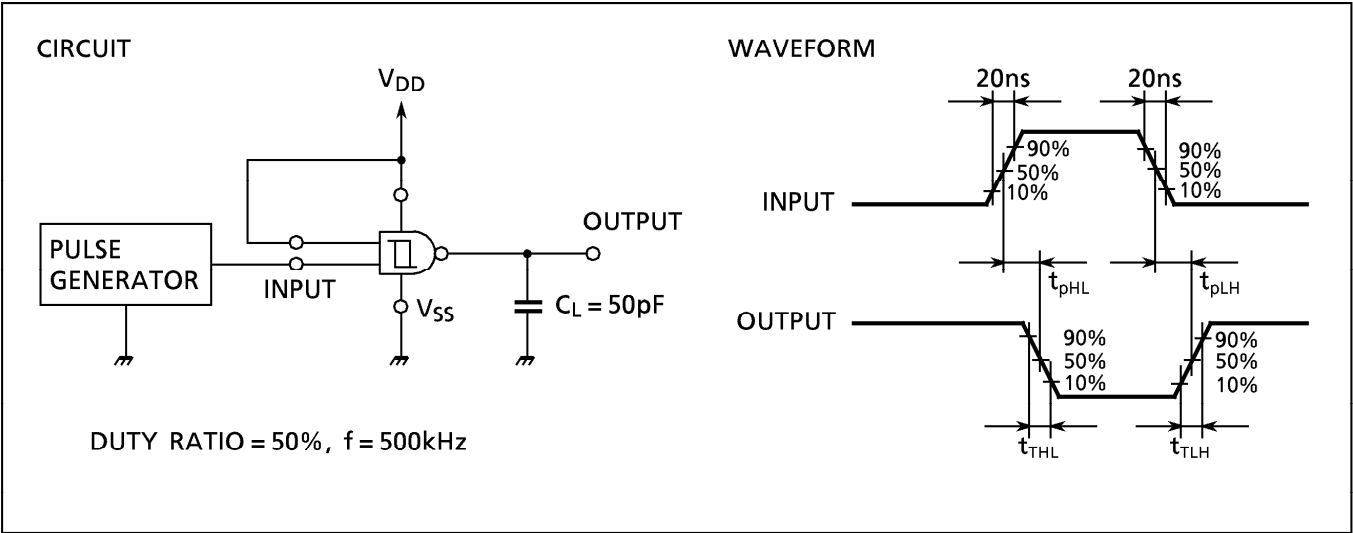 CIRCUIT
V_DD
PULSE
GENERATOR
INPUT
V_SS
OUTPUT
C_L = 50pF
DUTY RATIO = 50%, f = 500kHz
WAVEFORM
20ns
20ns
INPUT
90%
50%
10%
90%
50%
10%
t_pHL
t_pLH
OUTPUT
90%
50%
10%
90%
50%
10%
t_THL
t_TLH